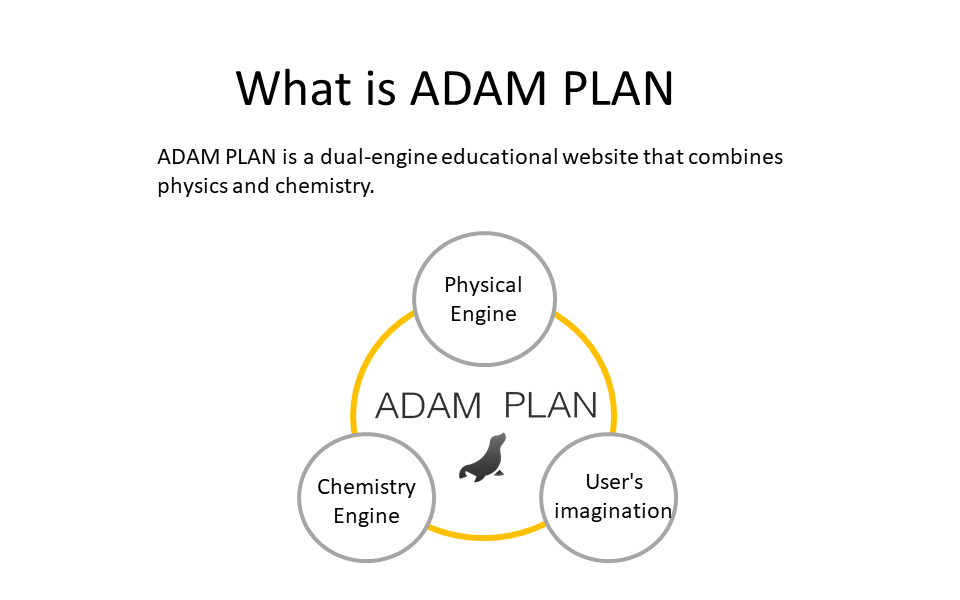 What is ADAM PLAN
ADAM PLAN is a dual-engine educational website that combines
physics and chemistry.
Physical
Engine
ADAM PLAN
Chemistry
Engine
User's
imagination